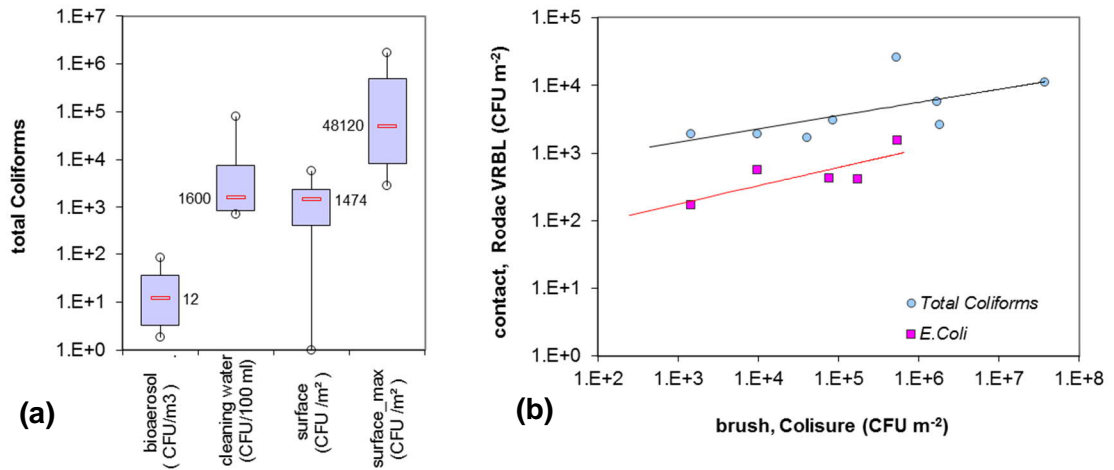 1.E+7
1.E+6
1.E+5
1.E+4
1.E+3
1.E+2
1.E+1
1.E+0
total Coliforms
12
1600
1474
48120
bioaerosol
( CFU/m3 )
cleaning water
(CFU/100 ml)
surface
(CFU /m² )
surface_max
(CFU /m² )
(a)
1.E+5
1.E+4
1.E+3
1.E+2
1.E+1
1.E+0
contact, Rodac VRBL (CFU m⁻²)
Total Coliforms
E.Coli
1.E+2 1.E+3 1.E+4 1.E+5 1.E+6 1.E+7 1.E+8
brush, Colisure (CFU m⁻²)
(b)